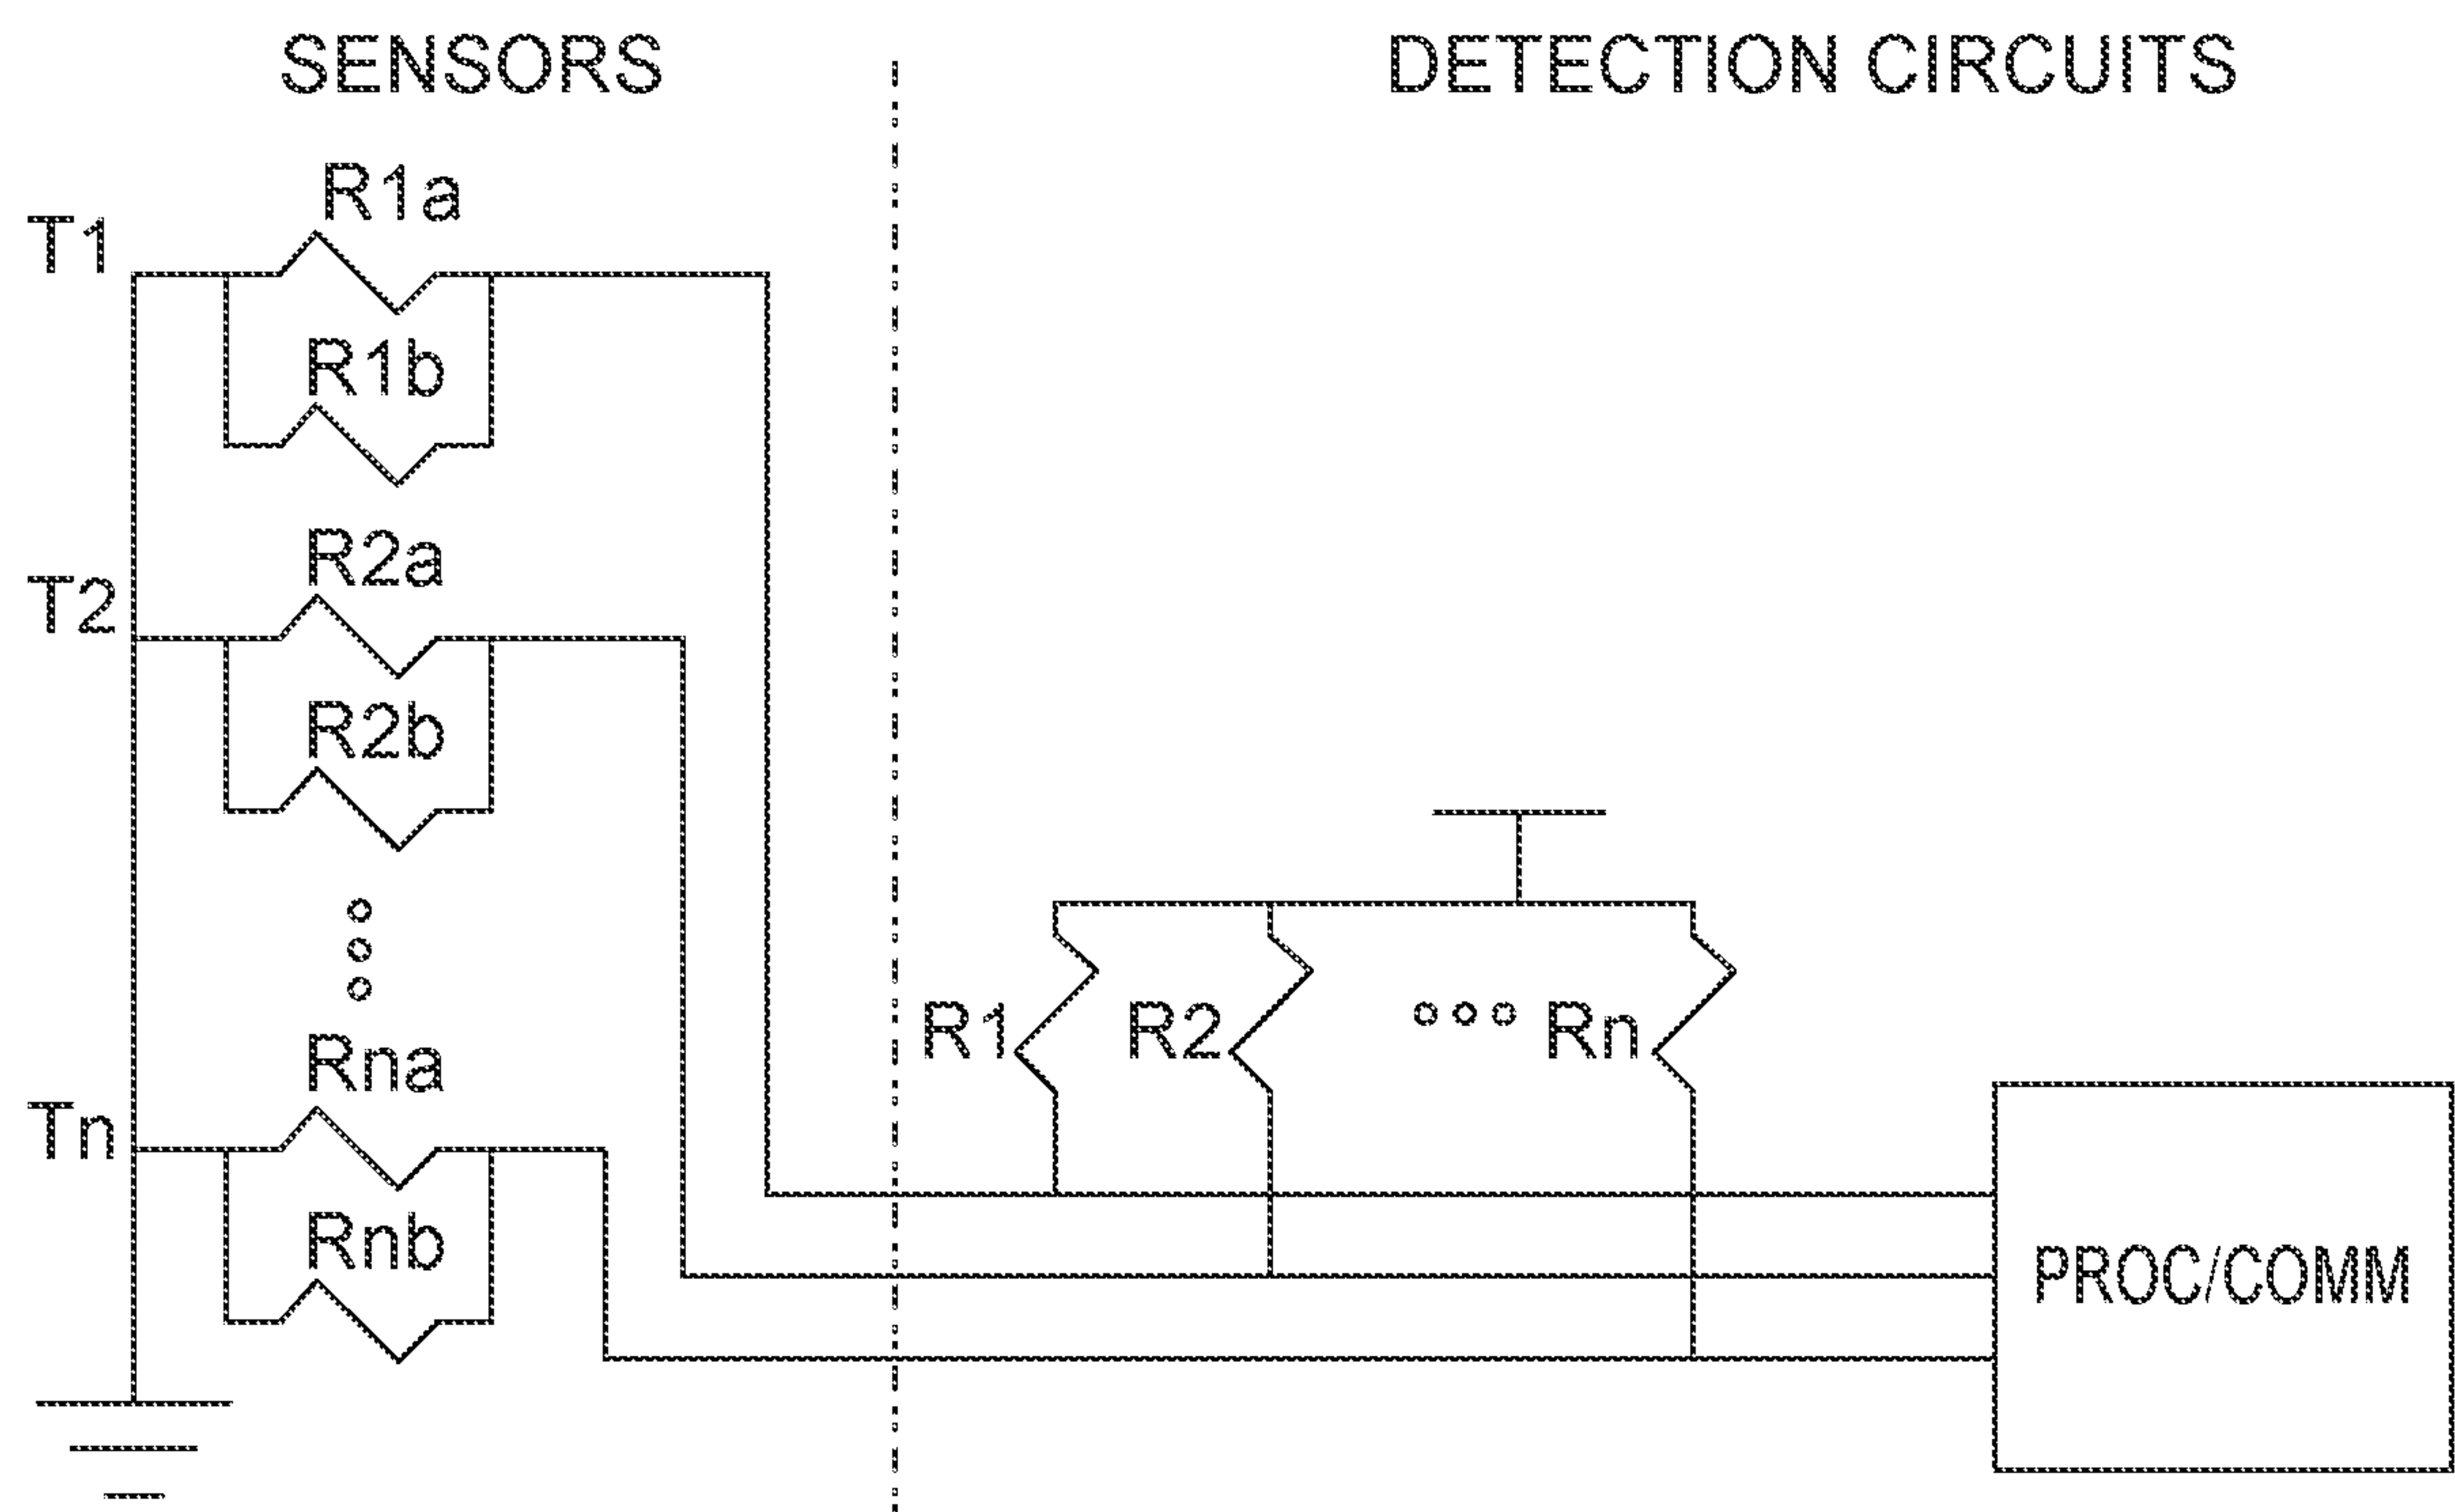 SENSORS
DETECTION CIRCUITS
R1a
T1
R1b
R2a
T2
R2b
R1
R2
Rn
Rna
Tn
Rnb
PROC/COMM